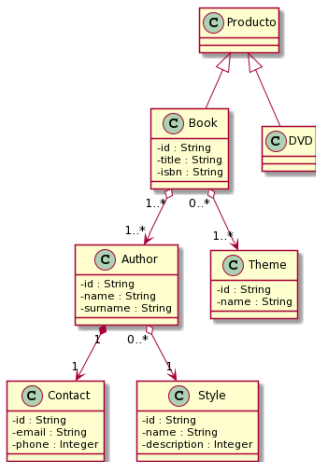 C Producto
C Book
-id : String
-title : String
-isbn : String
C DVD
1..*
0..*
1..*
1..*
C Author
-id : String
-name : String
-surname : String
C Theme
-id : String
-name : String
1
0..*
1
1
C Contact
-id : String
-email : String
-phone : Integer
C Style
-id : String
-name : String
-description : Integer